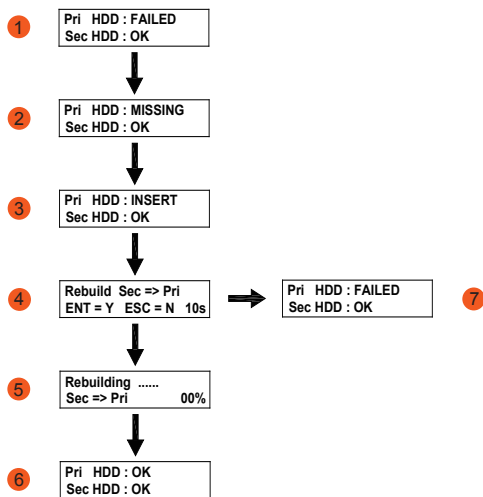 1
Pri HDD : FAILED
Sec HDD : OK
2
Pri HDD : MISSING
Sec HDD : OK
3
Pri HDD : INSERT
Sec HDD : OK
4
Rebuild Sec => Pri
ENT = Y ESC = N 10s
Pri HDD : FAILED
Sec HDD : OK
7
5
Rebuilding ......
Sec => Pri 00%
6
Pri HDD : OK
Sec HDD : OK